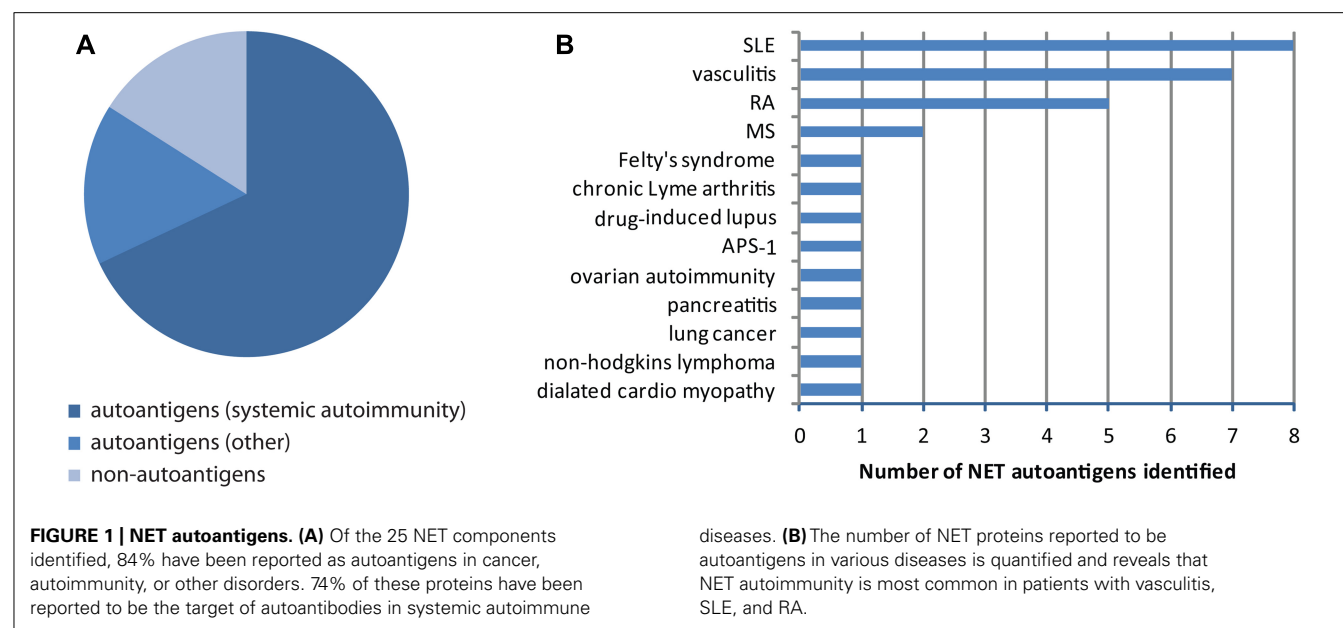 A
autoantigens (systemic autoimmunity)
autoantigens (other)
non-autoantigens
B
SLE
vasculitis
RA
MS
Felty's syndrome
chronic Lyme arthritis
drug-induced lupus
APS-1
ovarian autoimmunity
pancreatitis
lung cancer
non-hodgkins lymphoma
dialated cardio myopathy
0 1 2 3 4 5 6 7 8
Number of NET autoantigens identified
FIGURE 1 | NET autoantigens. (A) Of the 25 NET components
identified, 84% have been reported as autoantigens in cancer,
autoimmunity, or other disorders. 74% of these proteins have been
reported to be the target of autoantibodies in systemic autoimmune
diseases. (B) The number of NET proteins reported to be
autoantigens in various diseases is quantified and reveals that
NET autoimmunity is most common in patients with vasculitis,
SLE, and RA.